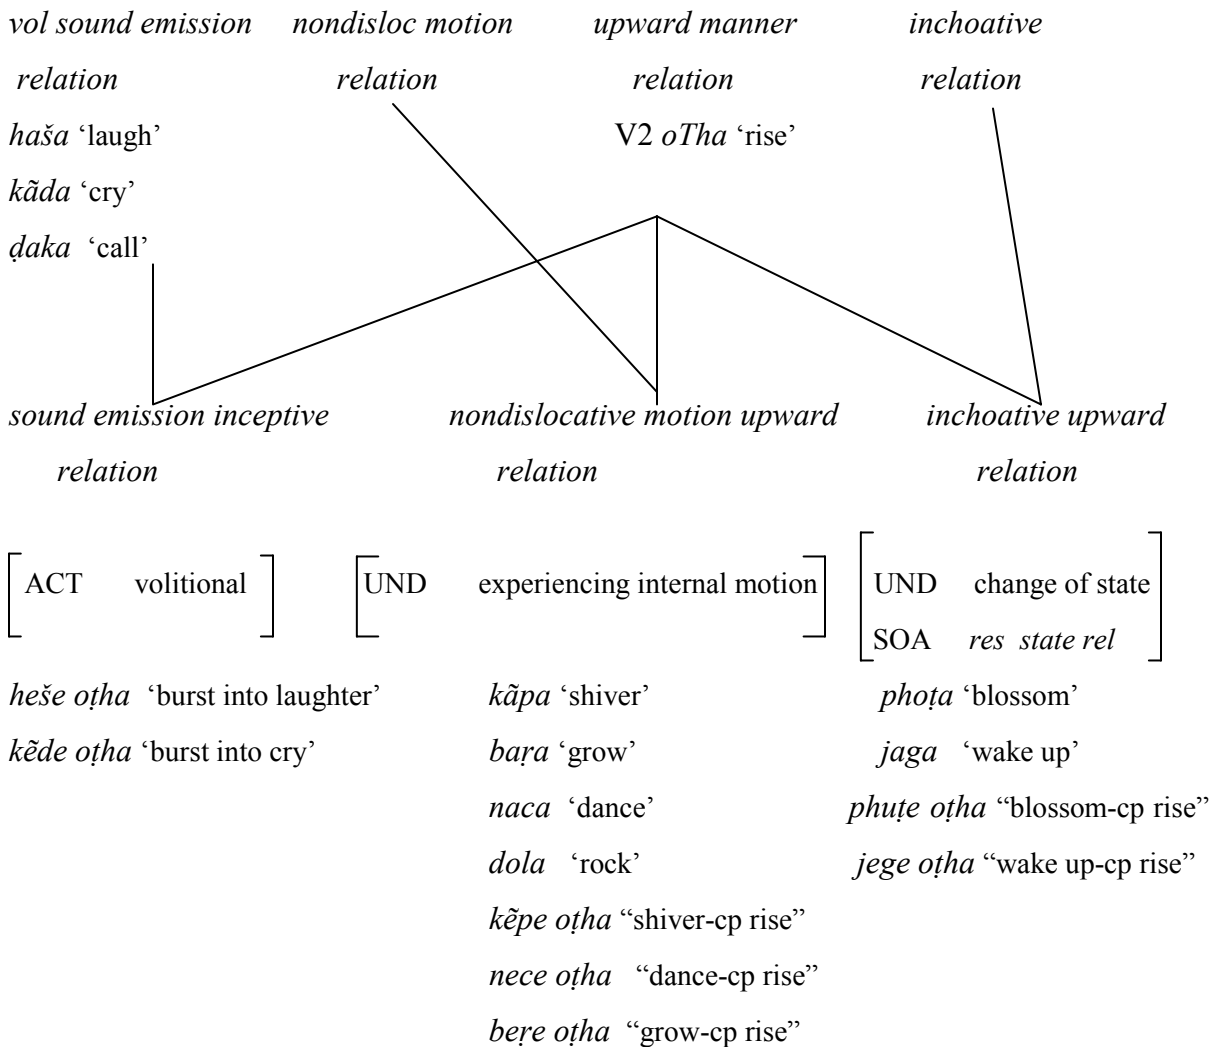 vol sound emission nondisloc motion upward manner inchoative
relation relation relation relation
haša ‘laugh’ V2 oTha ‘rise’
kãda ‘cry’
ḍaka ‘call’
sound emission inceptive nondislocative motion upward inchoative upward
relation relation relation
ACT volitional UND experiencing internal motion UND change of state
SOA res state rel
heše oṭha ‘burst into laughter’ kãpa ‘shiver’ phoṭa ‘blossom’
kẽde oṭha ‘burst into cry’ baṛa ‘grow’ jaga ‘wake up’
naca ‘dance’ phuṭe oṭha “blossom-cp rise”
dola ‘rock’ jege oṭha “wake up-cp rise”
kẽpe oṭha “shiver-cp rise”
nece oṭha “dance-cp rise”
beṛe oṭha “grow-cp rise”